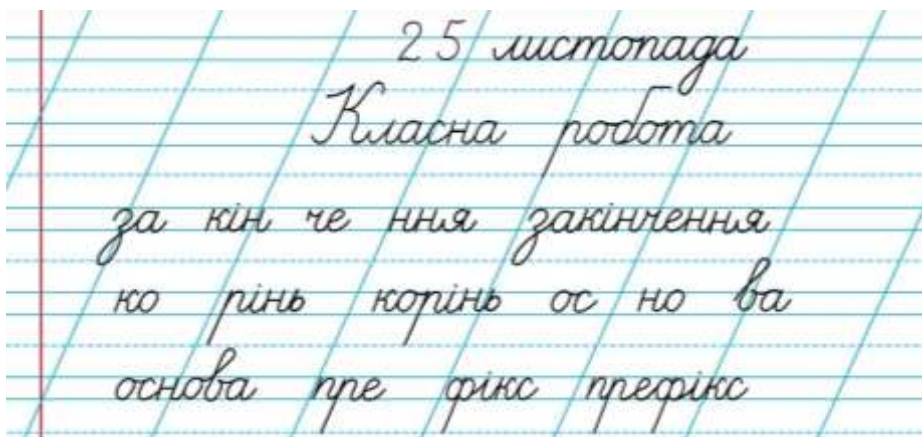 25 листопада
Класна робота
за кін че ння закінчення
ко рінь корінь ос но ва
основа пре фікс префікс